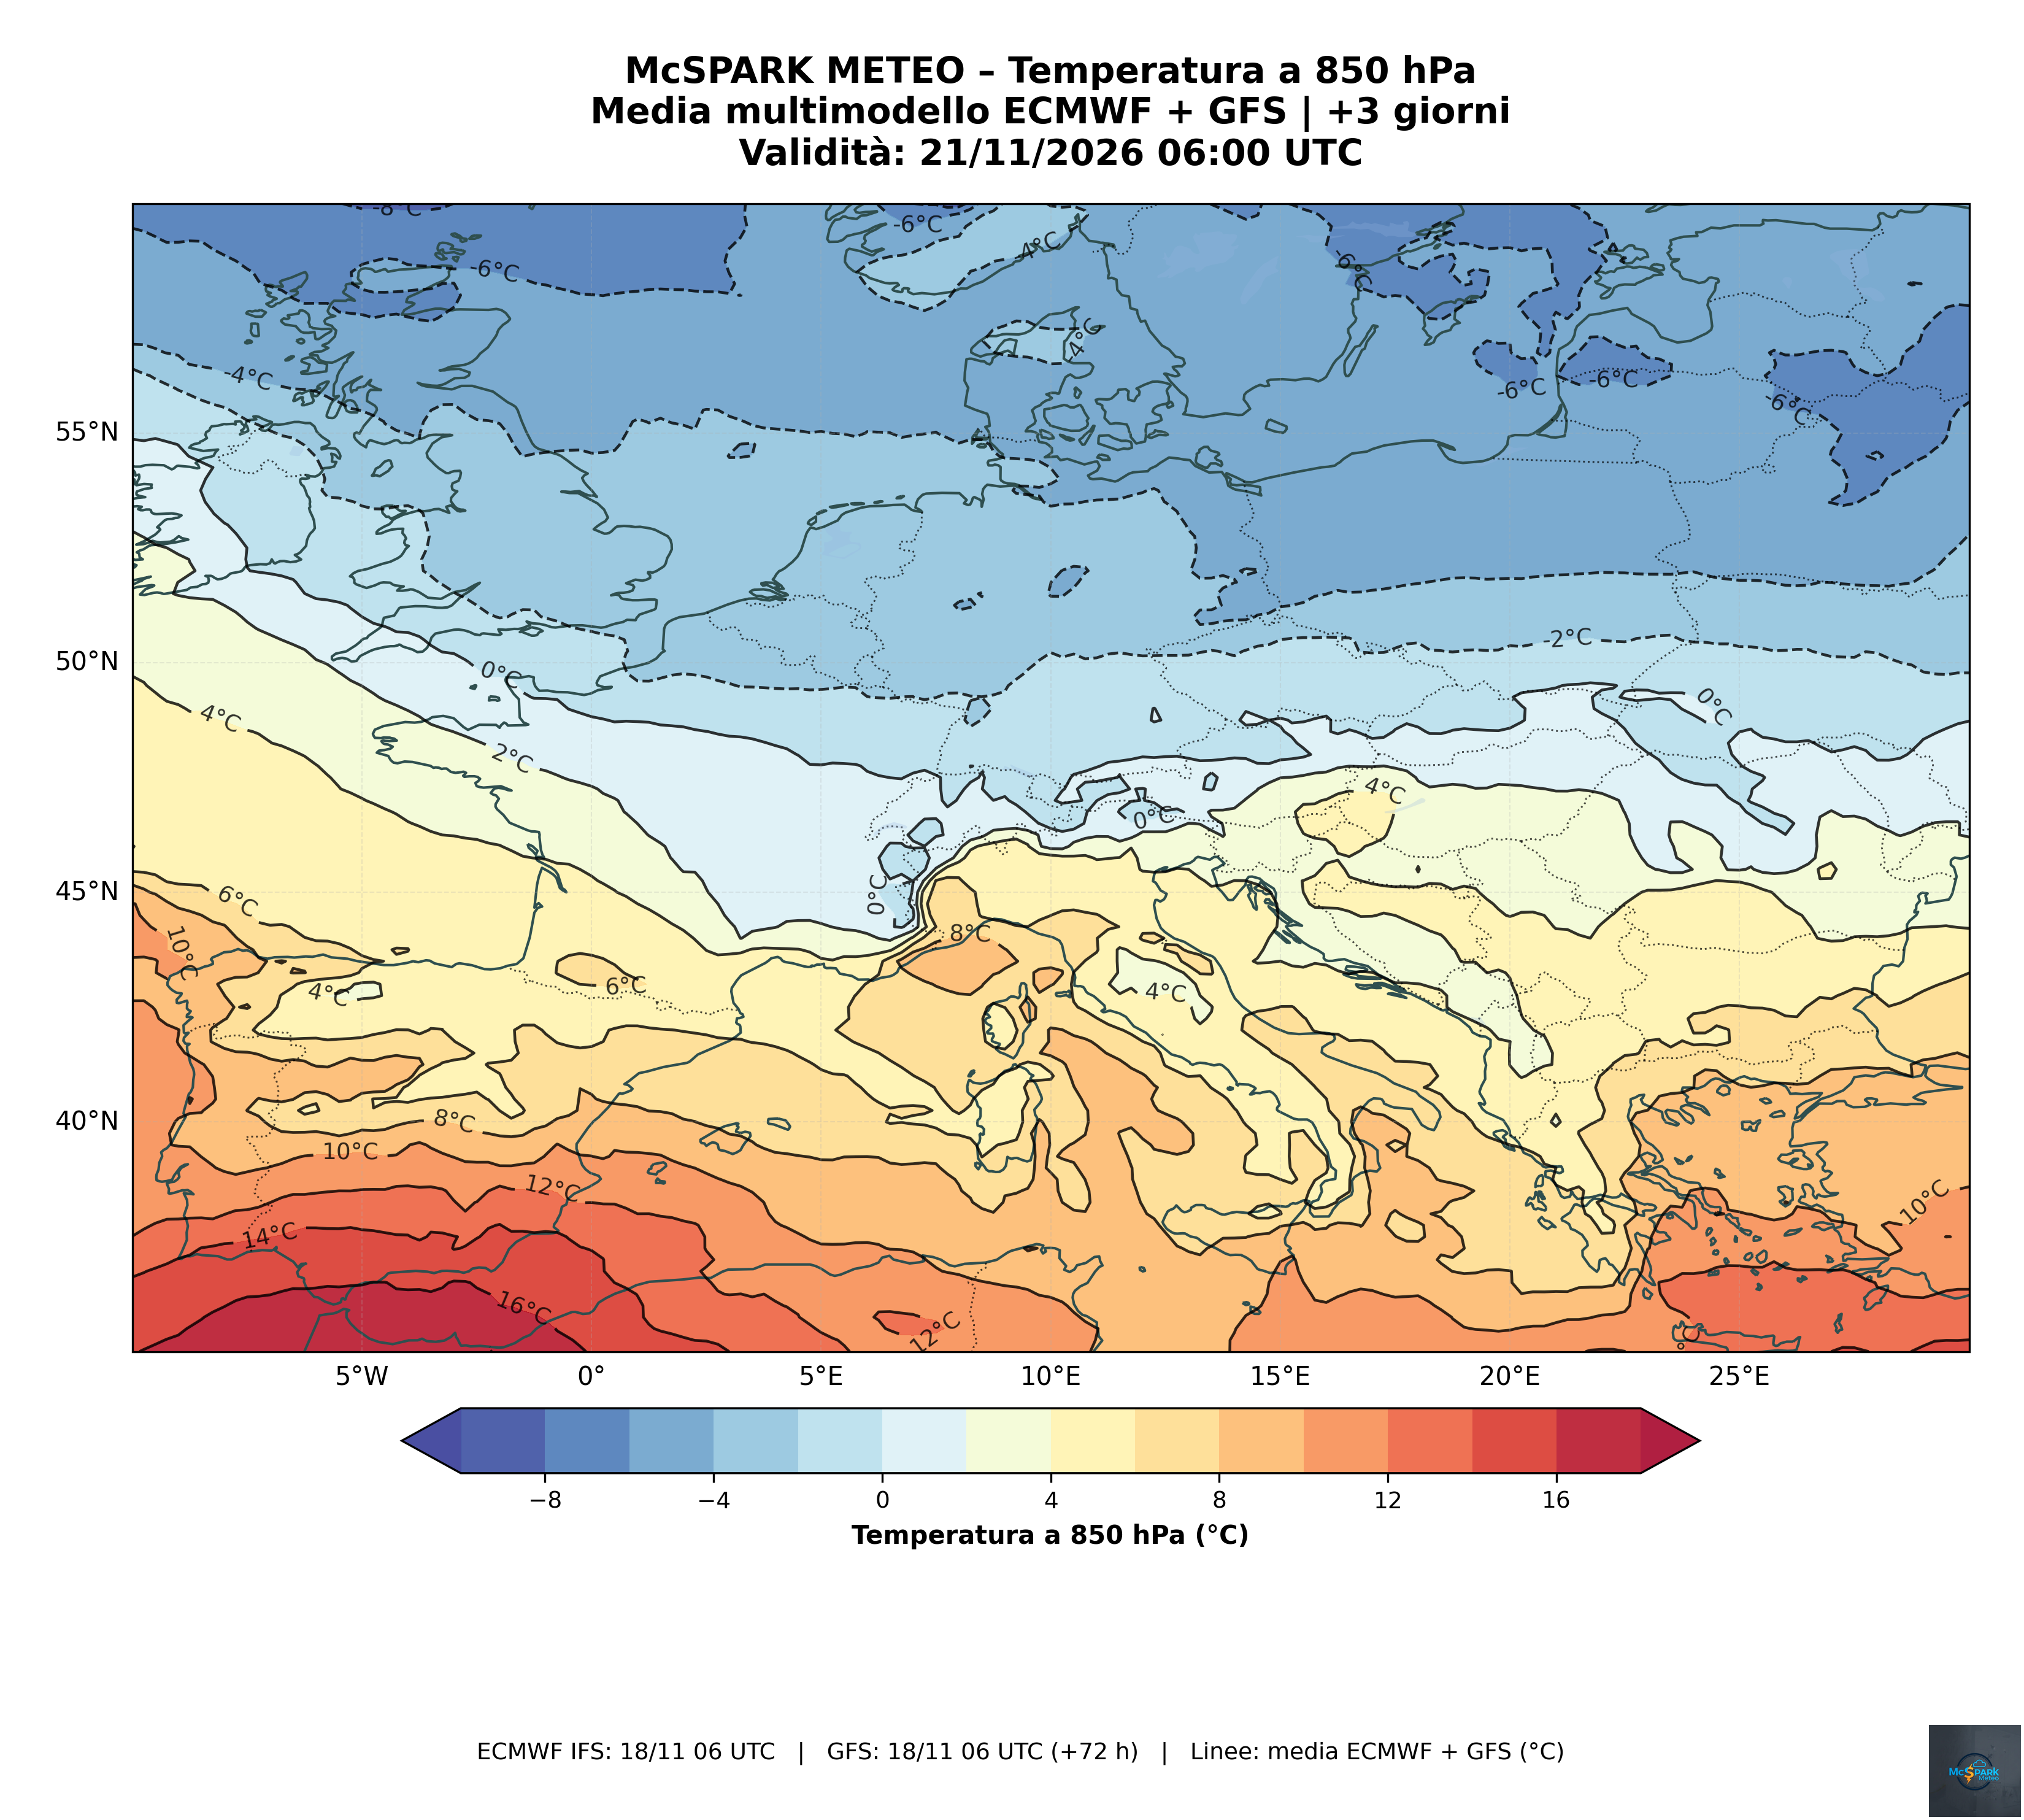 McSPARK METEO – Temperatura a 850 hPa
Media multimodello ECMWF + GFS | +3 giorni
Validità: 21/11/2026 06:00 UTC
-8°C
-6°C
-4°C
-6°C
-6°C
-4°C
-4°C
-6°C
-6°C
-6°C
55°N
-2°C
50°N
0°C
0°C
4°C
2°C
4°C
0°C
45°N
6°C
0°C
10°C
8°C
4°C
6°C
4°C
40°N
8°C
10°C
12°C
10°C
14°C
16°C
12°C
°C
5°W 0° 5°E 10°E 15°E 20°E 25°E
−8 −4 0 4 8 12 16
Temperatura a 850 hPa (°C)
ECMWF IFS: 18/11 06 UTC | GFS: 18/11 06 UTC (+72 h) | Linee: media ECMWF + GFS (°C)
McSPARK
Meteo